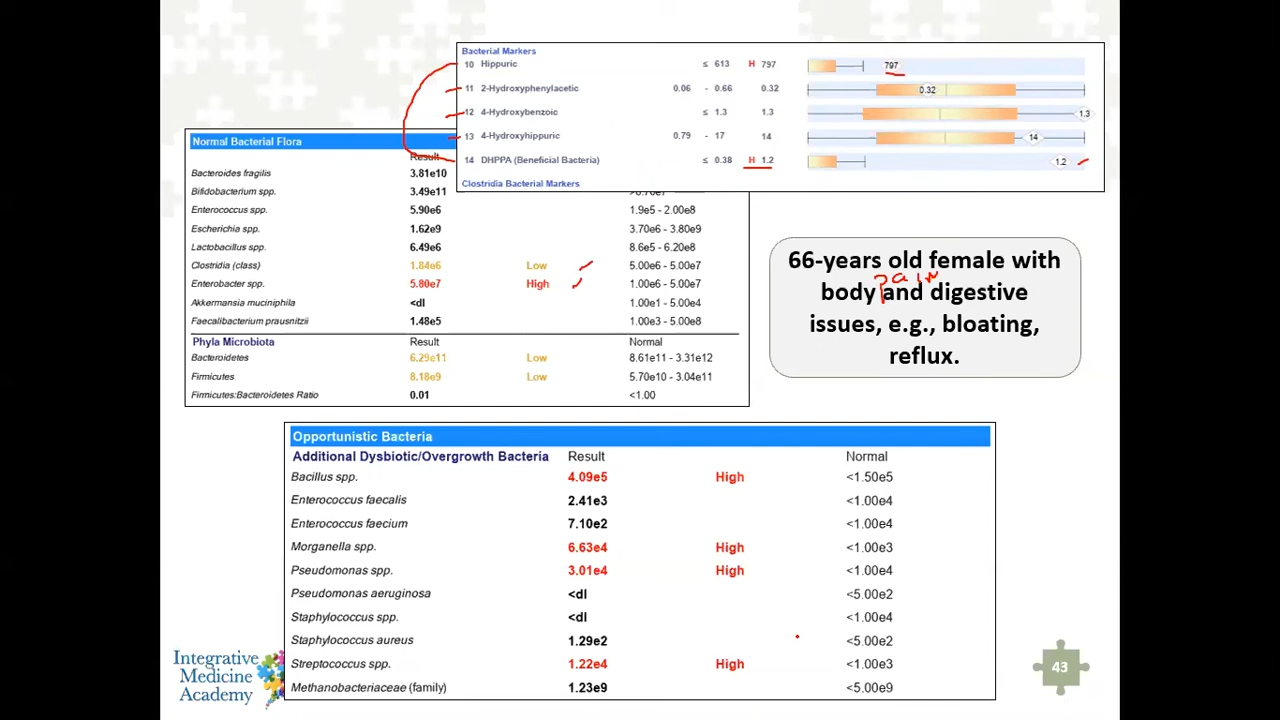 Bacterial Markers
10 Hippuric ≤ 613 H 797 797
11 2-Hydroxyphenylacetic 0.06 - 0.66 0.32 0.32
12 4-Hydroxybenzoic ≤ 1.3 1.3 1.3
13 4-Hydroxyhippuric 0.79 - 17 14 14
14 DHPPA (Beneficial Bacteria) ≤ 0.38 H 1.2 1.2
Clostridia Bacterial Markers
Normal Bacterial Flora
Result
Bacteroides fragilis 3.81e10
Bifidobacterium spp. 3.49e11
Enterococcus spp. 5.90e6 1.9e5 - 2.00e8
Escherichia spp. 1.62e9 3.70e6 - 3.80e9
Lactobacillus spp. 6.49e6 8.6e5 - 6.20e8
Clostridia (class) 1.84e6 Low 5.00e6 - 5.00e7
Enterobacter spp. 5.80e7 High 1.00e6 - 5.00e7
Akkermansia muciniphila <dl 1.00e1 - 5.00e4
Faecalibacterium prausnitzii 1.48e5 1.00e3 - 5.00e8
Phyla Microbiota Result Normal
Bacteroidetes 6.29e11 Low 8.61e11 - 3.31e12
Firmicutes 8.18e9 Low 5.70e10 - 3.04e11
Firmicutes:Bacteroidetes Ratio 0.01 <1.00
66-years old female with
pain
body and digestive
issues, e.g., bloating,
reflux.
Opportunistic Bacteria
Additional Dysbiotic/Overgrowth Bacteria Result Normal
Bacillus spp. 4.09e5 High <1.50e5
Enterococcus faecalis 2.41e3 <1.00e4
Enterococcus faecium 7.10e2 <1.00e4
Morganella spp. 6.63e4 High <1.00e3
Pseudomonas spp. 3.01e4 High <1.00e4
Pseudomonas aeruginosa <dl <5.00e2
Staphylococcus spp. <dl <1.00e4
Staphylococcus aureus 1.29e2 <5.00e2
Streptococcus spp. 1.22e4 High <1.00e3
Methanobacteriaceae (family) 1.23e9 <5.00e9
Integrative
Medicine
Academy
43